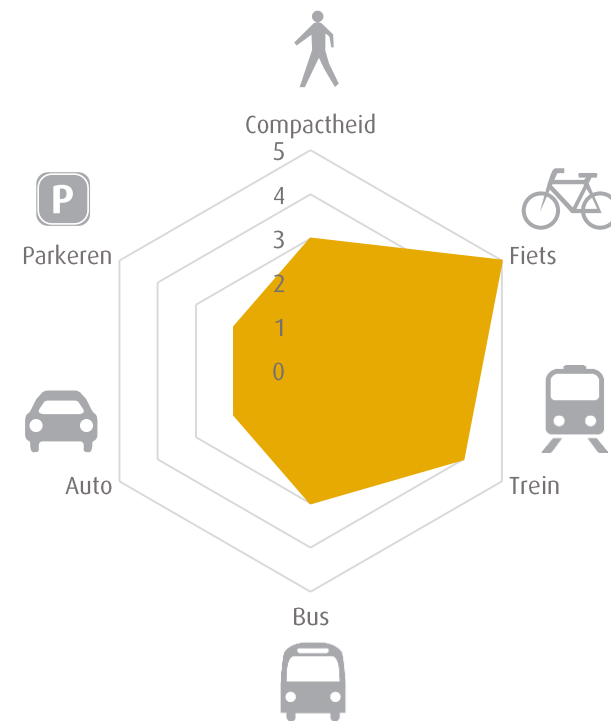 Compactheid
5
4
3
2
1
0
P
Parkeren
Fiets
Auto
Trein
Bus